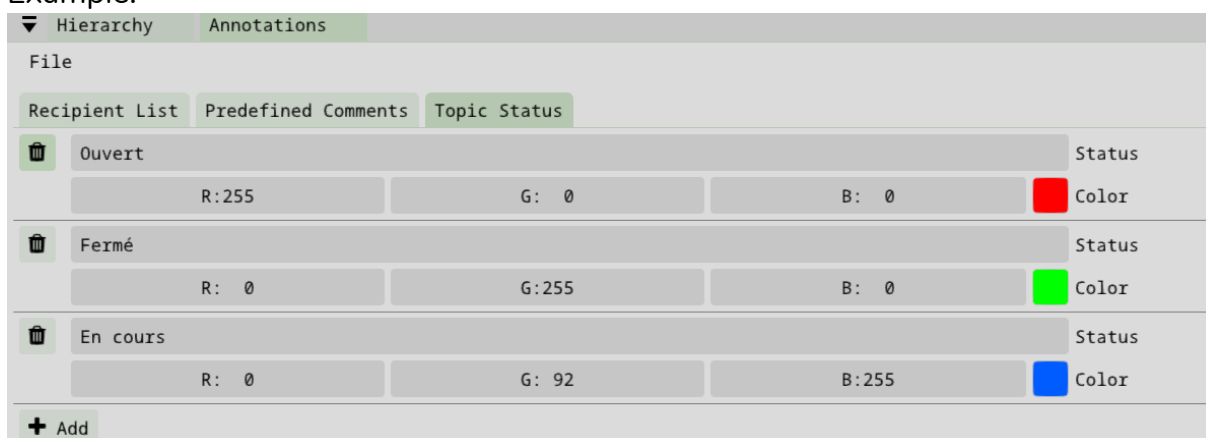 Example:
Hierarchy Annotations
File
Recipient List Predefined Comments Topic Status
Ouvert Status
R:255 G: 0 B: 0 Color
Fermé Status
R: 0 G:255 B: 0 Color
En cours Status
R: 0 G: 92 B:255 Color
+ Add